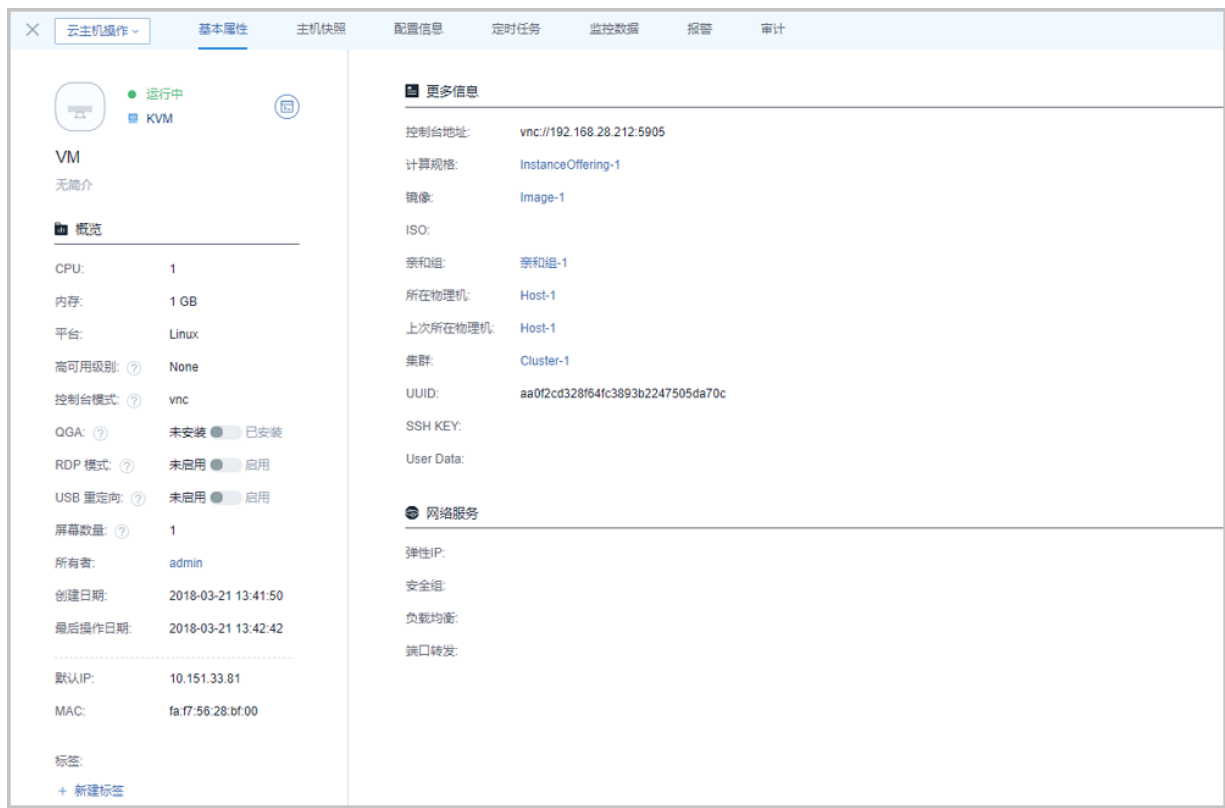 云主机操作 基本属性 主机快照 配置信息 定时任务 监控数据 报警 审计
运行中
KVM
VM
无简介
概览
CPU: 1
内存: 1 GB
平台: Linux
高可用级别: ? None
控制台模式: ? vnc
QGA: ? 未安装 已安装
RDP 模式: ? 未启用 启用
USB 重定向: ? 未启用 启用
屏幕数量: ? 1
所有者: admin
创建日期: 2018-03-21 13:41:50
最后操作日期: 2018-03-21 13:42:42
默认IP: 10.151.33.81
MAC: fa:f7:56:28:bf:00
标签:
+ 新建标签
更多信息
控制台地址: vnc://192.168.28.212:5905
计算规格: InstanceOffering-1
镜像: Image-1
ISO:
亲和组: 亲和组-1
所在物理机: Host-1
上次所在物理机: Host-1
集群: Cluster-1
UUID: aa0f2cd328f64fc3893b2247505da70c
SSH KEY:
User Data:
网络服务
弹性IP:
安全组:
负载均衡:
端口转发: